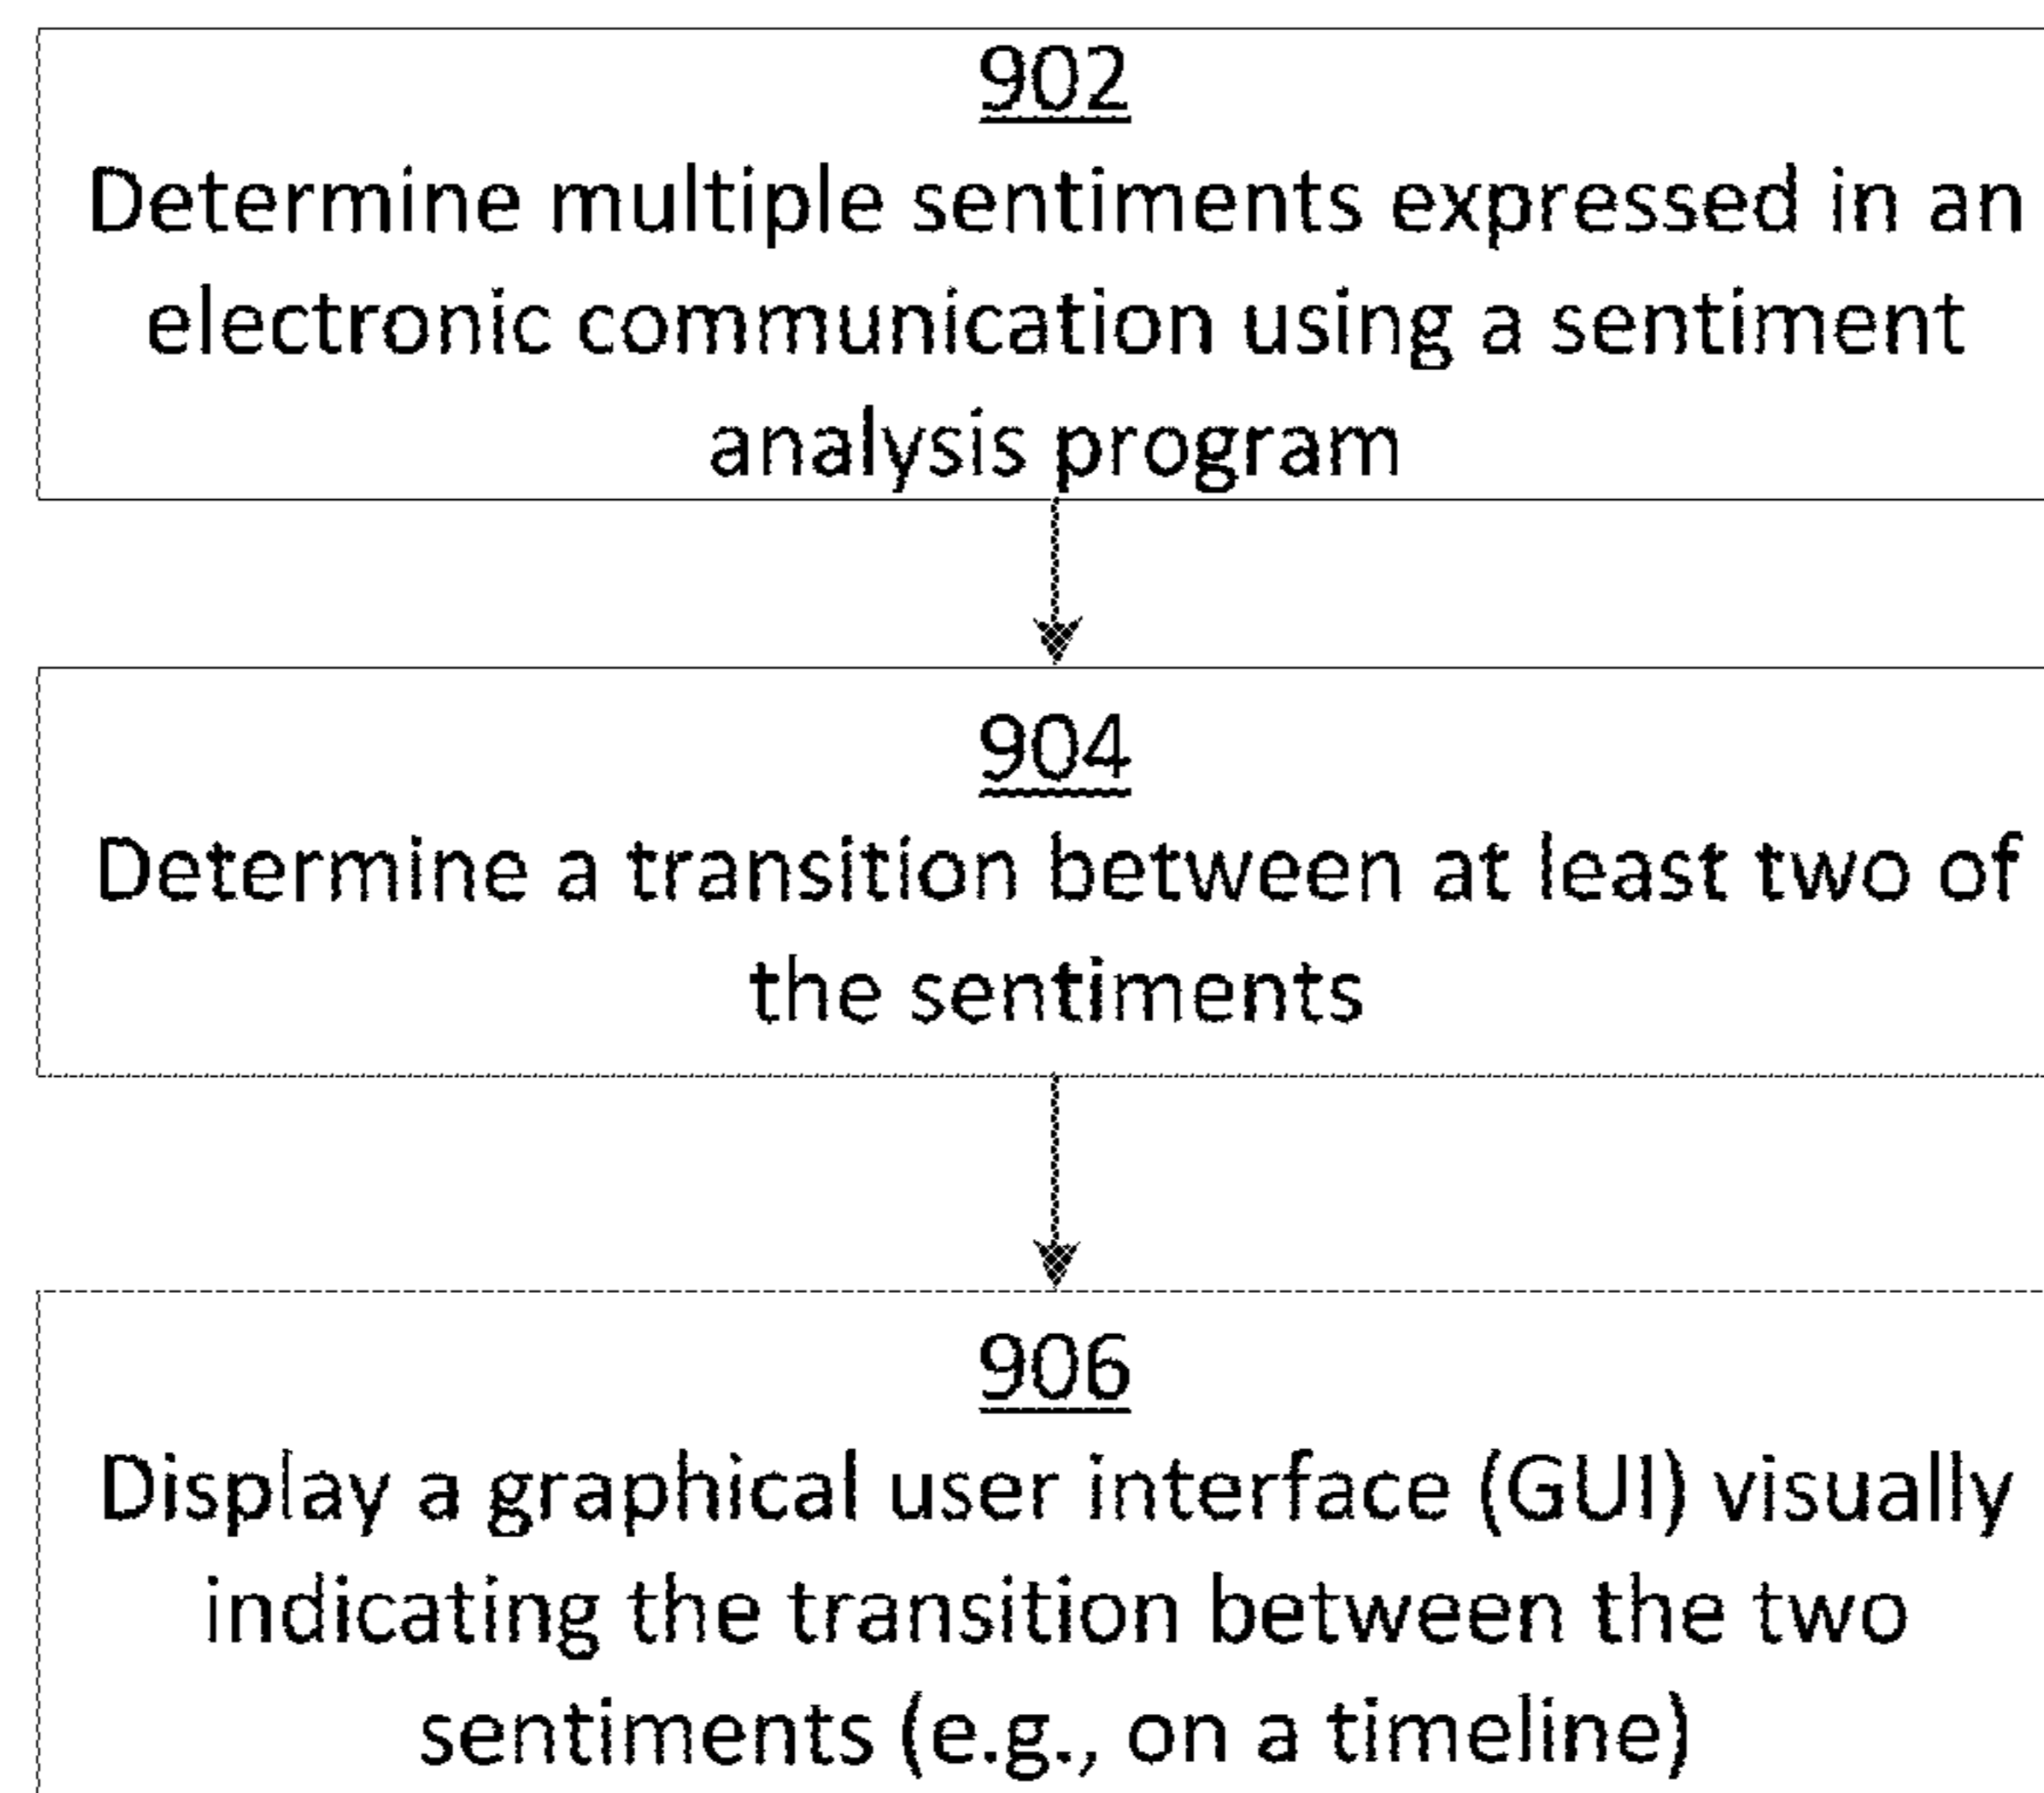 902
Determine multiple sentiments expressed in an
electronic communication using a sentiment
analysis program
904
Determine a transition between at least two of
the sentiments
906
Display a graphical user interface (GUI) visually
indicating the transition between the two
sentiments (e.g., on a timeline)